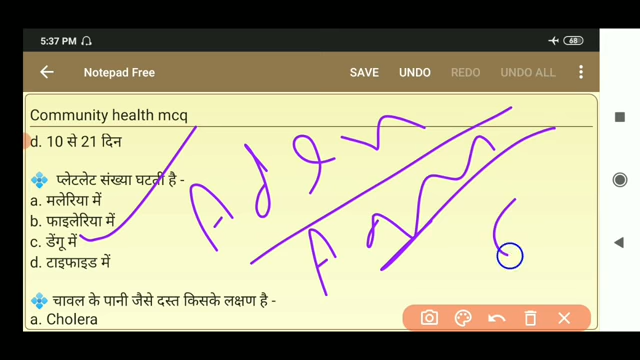 5:37 PM 68
Notepad Free SAVE UNDO REDO UNDO ALL
Community health mcq
d. 10 से 21 दिन
प्लेटलेट संख्या घटती है -
a. मलेरिया में
b. फाइलेरिया में
c. डेंगू में
d. टाइफाइड में
चावल के पानी जैसे दस्त किसके लक्षण है -
a. Cholera